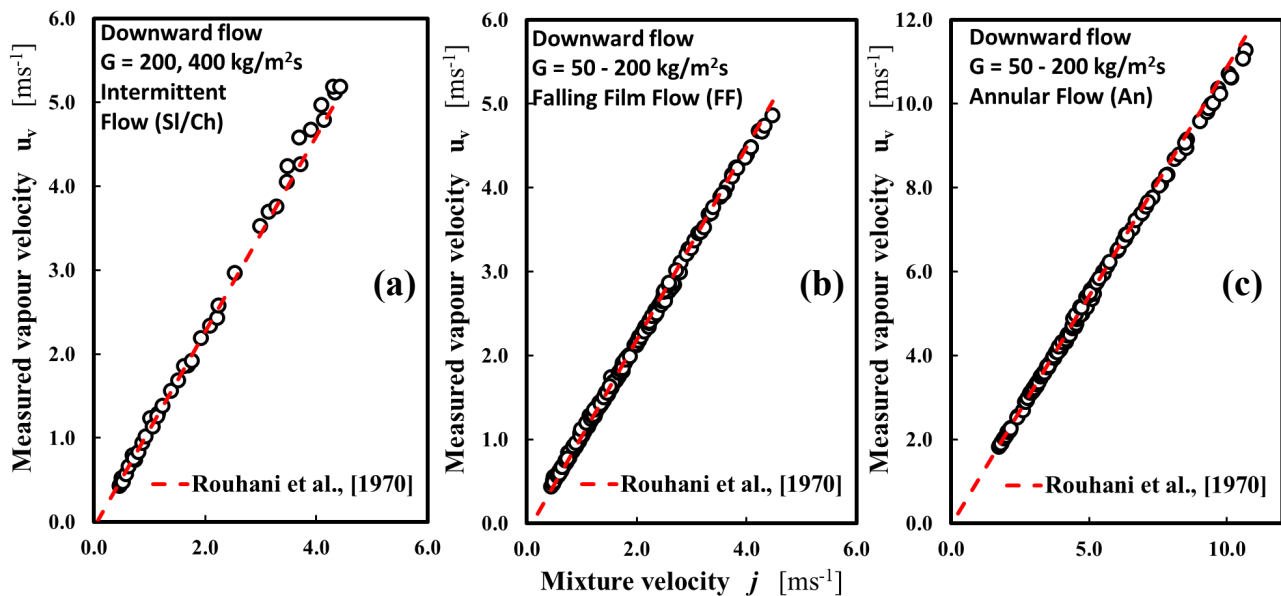 6.0
5.0
4.0
3.0
2.0
1.0
0.0
0.0
2.0
4.0
6.0
Measured vapour velocity uᵥ [ms⁻¹]
Downward flow
G = 200, 400 kg/m²s
Intermittent
Flow (Sl/Ch)
(a)
Rouhani et al., [1970]
6.0
5.0
4.0
3.0
2.0
1.0
0.0
0.0
2.0
4.0
6.0
Measured vapour velocity uᵥ [ms⁻¹]
Downward flow
G = 50 - 200 kg/m²s
Falling Film Flow (FF)
(b)
Rouhani et al., [1970]
12.0
10.0
8.0
6.0
4.0
2.0
0.0
0.0
5.0
10.0
Measured vapour velocity uᵥ [ms⁻¹]
Downward flow
G = 50 - 200 kg/m²s
Annular Flow (An)
(c)
Rouhani et al., [1970]
Mixture velocity j [ms⁻¹]